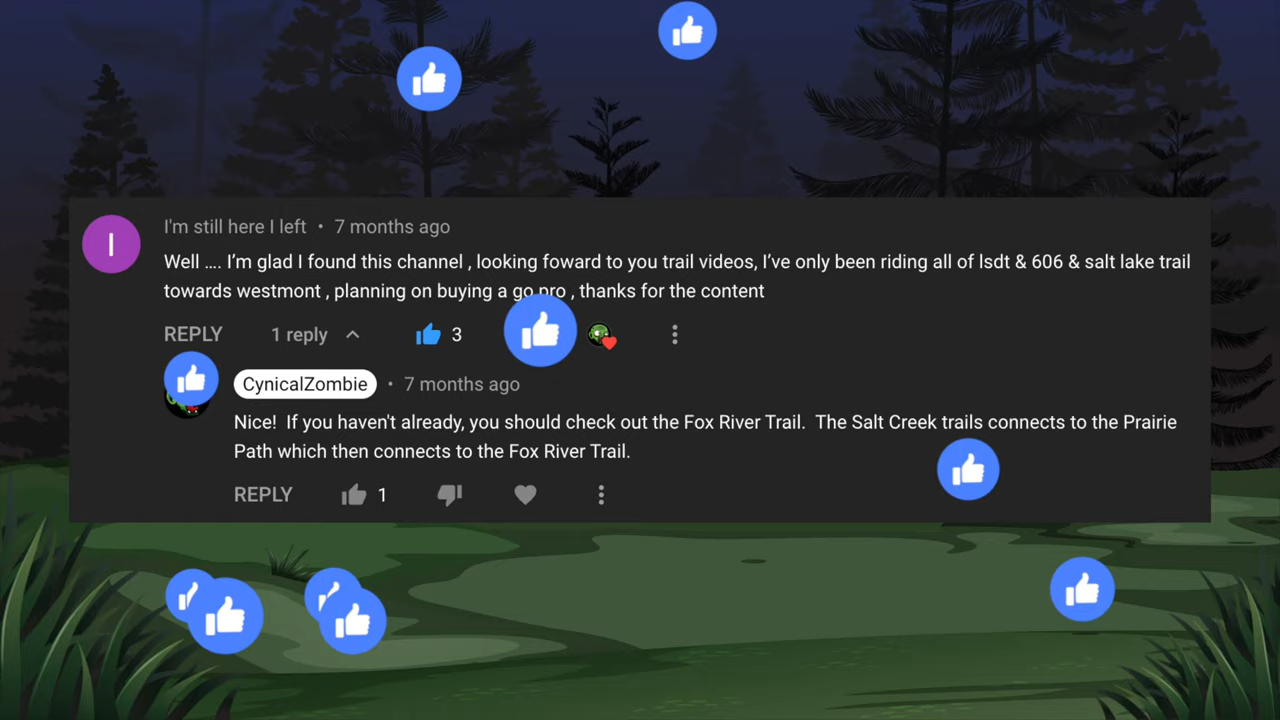 I
I'm still here I left • 7 months ago
Well .... I'm glad I found this channel , looking foward to you trail videos, I've only been riding all of lsdt & 606 & salt lake trail
towards westmont , planning on buying a go pro , thanks for the content
REPLY 1 reply 3
CynicalZombie • 7 months ago
Nice! If you haven't already, you should check out the Fox River Trail. The Salt Creek trails connects to the Prairie
Path which then connects to the Fox River Trail.
REPLY 1